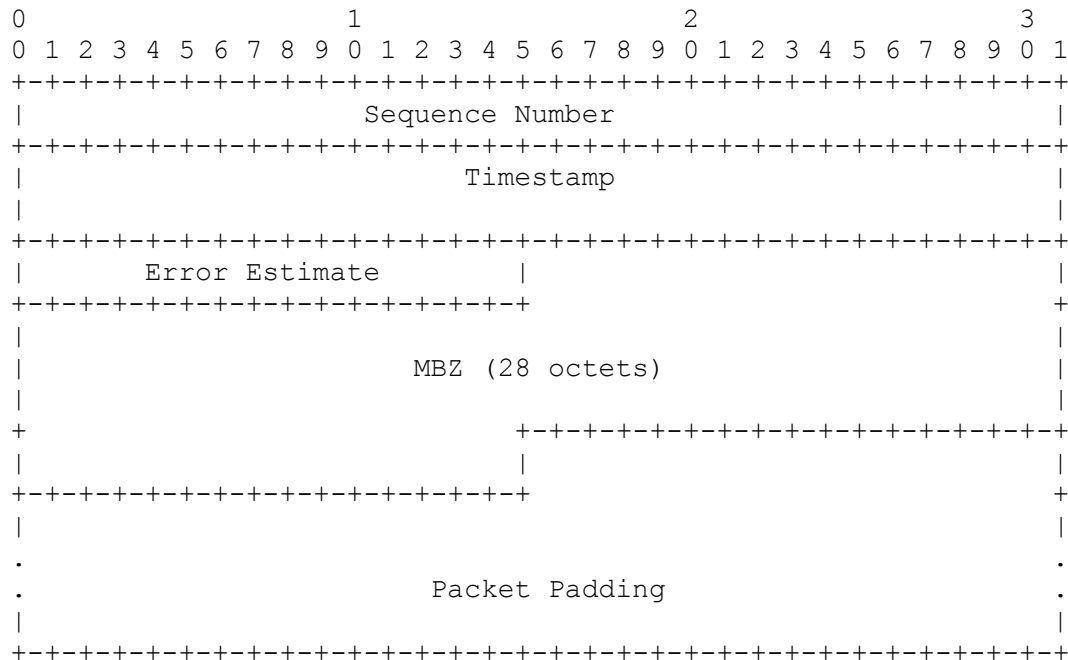 0                   1                   2                   3
0 1 2 3 4 5 6 7 8 9 0 1 2 3 4 5 6 7 8 9 0 1 2 3 4 5 6 7 8 9 0 1
+-+-+-+-+-+-+-+-+-+-+-+-+-+-+-+-+-+-+-+-+-+-+-+-+-+-+-+-+-+-+-+
|                    Sequence Number                          |
+-+-+-+-+-+-+-+-+-+-+-+-+-+-+-+-+-+-+-+-+-+-+-+-+-+-+-+-+-+-+-+
|                          Timestamp                          |
|                                                             |
+-+-+-+-+-+-+-+-+-+-+-+-+-+-+-+-+-+-+-+-+-+-+-+-+-+-+-+-+-+-+-+
|       Error Estimate        |                               |
+-+-+-+-+-+-+-+-+-+-+-+-+-+-+-+                               +
|                                                             |
|                       MBZ (28 octets)                       |
|                                                             |
+                             +-+-+-+-+-+-+-+-+-+-+-+-+-+-+-+-+
|                             |                               |
+-+-+-+-+-+-+-+-+-+-+-+-+-+-+-+                               +
|                                                             |
.                                                             .
.                        Packet Padding                       .
|                                                             |
+-+-+-+-+-+-+-+-+-+-+-+-+-+-+-+-+-+-+-+-+-+-+-+-+-+-+-+-+-+-+-+